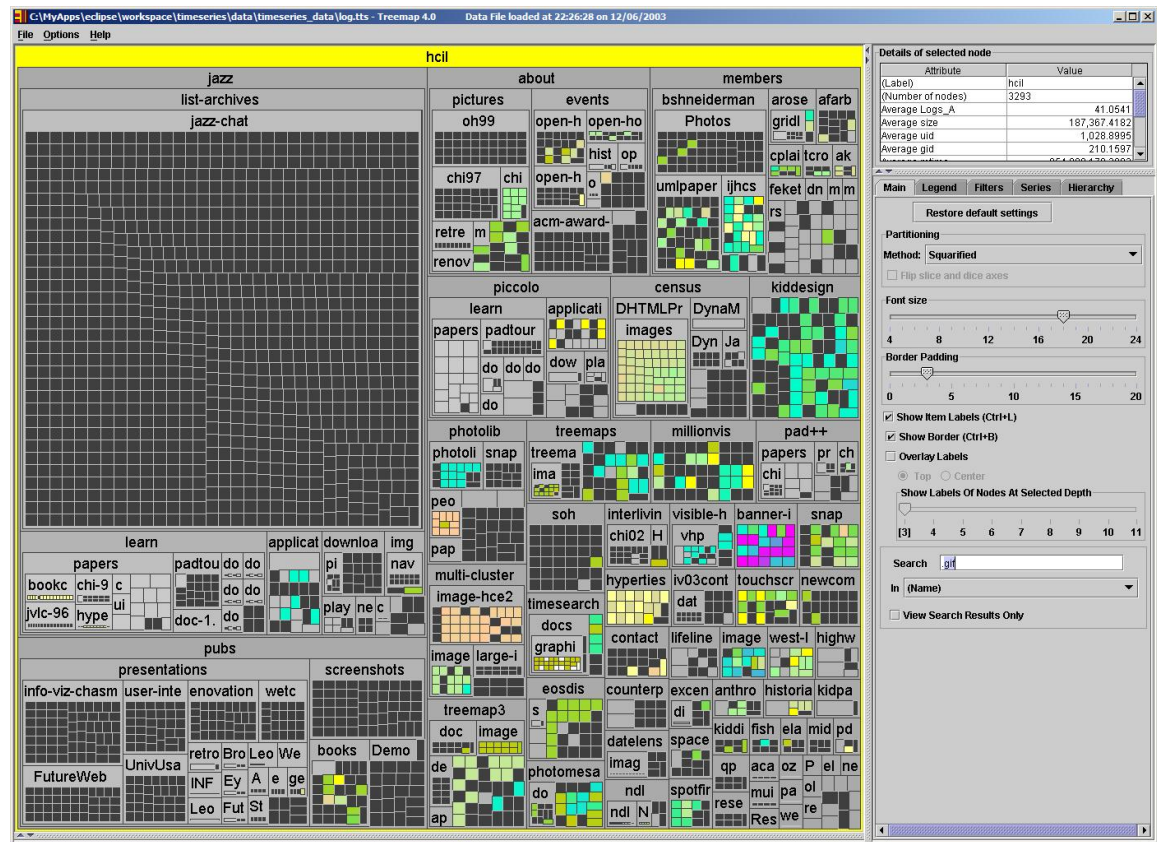 C:\MyApps\eclipse\workspace\timeseries\data\timeseries_data\log.tts - Treemap 4.0 Data File loaded at 22:26:28 on 12/06/2003
File Options Help
hcil
jazz about members
list-archives pictures events bshneiderman arose afarb
jazz-chat oh99 open-h open-ho Photos gridl
hist op cplai tcro ak
chi97 chi open-h o umlpaper ijhcs feket dn m m
retre m acm-award- rs
renov
piccolo census kiddesign
learn applicati DHTMLPr DynaM
papers padtour images
do do do dow pla Dyn Ja
do
photolib treemaps millionvis pad++
photoli snap treema papers pr ch
ima chi
peo
pap
soh interlivin visible-h banner-i snap
chi02 H vhp
learn applicat downloa img
papers padtou do do pi nav
bookc chi-9 c do do
jvlc-96 hype ui doc-1. do play ne c
multi-cluster hyperties iv03cont touchscr newcom
image-hce2 timesearch dat
docs
graphi contact lifeline image west-l highw
image large-i
pubs
presentations screenshots
info-viz-chasm user-inte enovation wetc
eosdis counterp excen anthro historia kidpa
s di
treemap3
doc image datelens space kiddi fish ela mid pd
imag
retro Bro Leo We books Demo
UnivUsa
FutureWeb INF Ey A e ge
Leo Fut St
de ap
photomesa ndl spotfir qp aca oz P el ne
do ndl N rese mui pa ol
Res we re
Details of selected node
Attribute Value
(Label) hcil
(Number of nodes) 3293
Average Logs_A 41.0541
Average size 187,367.4182
Average uid 1,028.8995
Average gid 210.1597
Main Legend Filters Series Hierarchy
Restore default settings
Partitioning
Method: Squarified
Flip slice and dice axes
Font size
4 8 12 16 20 24
Border Padding
0 5 10 15 20
Show Item Labels (Ctrl+L)
Show Border (Ctrl+B)
Overlay Labels
Top Center
Show Labels Of Nodes At Selected Depth
[3] 4 5 6 7 8 9 10 11
Search .gif
In (Name)
View Search Results Only